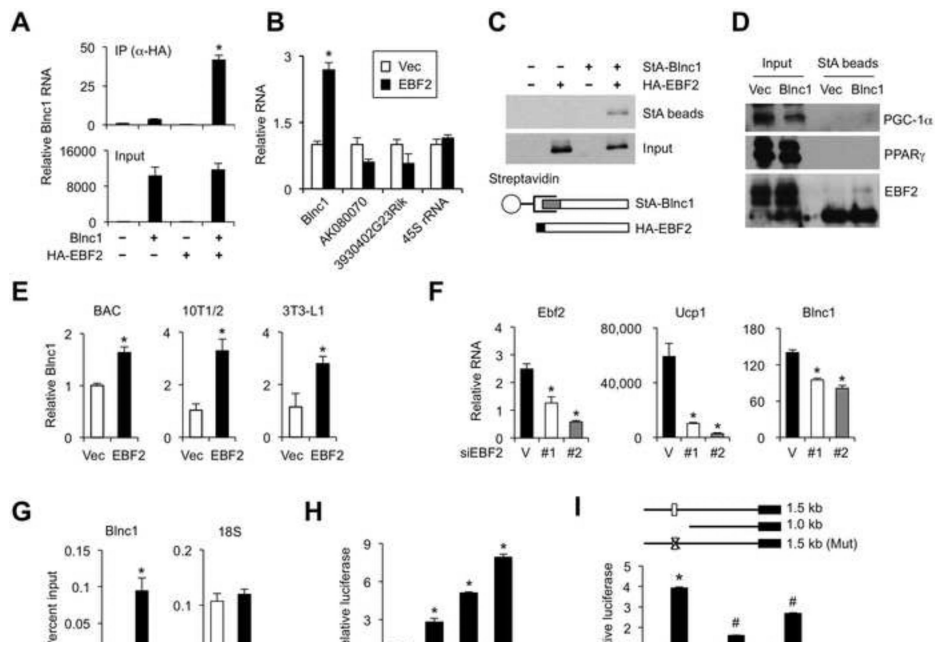 A
IP (α-HA)
50
25
0
Relative Blnc1 RNA
Input
16000
8000
0
Blnc1 – + – +
HA-EBF2 – – + +
B
Relative RNA
3
1.5
0
*
Vec
EBF2
Blnc1
AK080070
3930402G23Rik
45S rRNA
C
– – + + StA-Blnc1
– + – + HA-EBF2
StA beads
Input
Streptavidin
StA-Blnc1
HA-EBF2
D
Input StA beads
Vec Blnc1 Vec Blnc1
PGC-1α
PPARγ
EBF2
E
BAC 10T1/2 3T3-L1
Relative Blnc1
2
1
0
4
2
0
4
2
0
* * *
Vec EBF2 Vec EBF2 Vec EBF2
F
Ebf2 Ucp1 Blnc1
Relative RNA
4
3
2
1
0
80,000
40,000
0
180
120
60
0
* * * * * *
siEBF2 V #1 #2 V #1 #2 V #1 #2
G
Blnc1 18S
0.15
0.10
0.05
0.2
0.1
*
Percent input
H
9
6
3
* * *
relative luciferase
I
1.5 kb
1.0 kb
1.5 kb (Mut)
5
4
3
2
* # #
luciferase